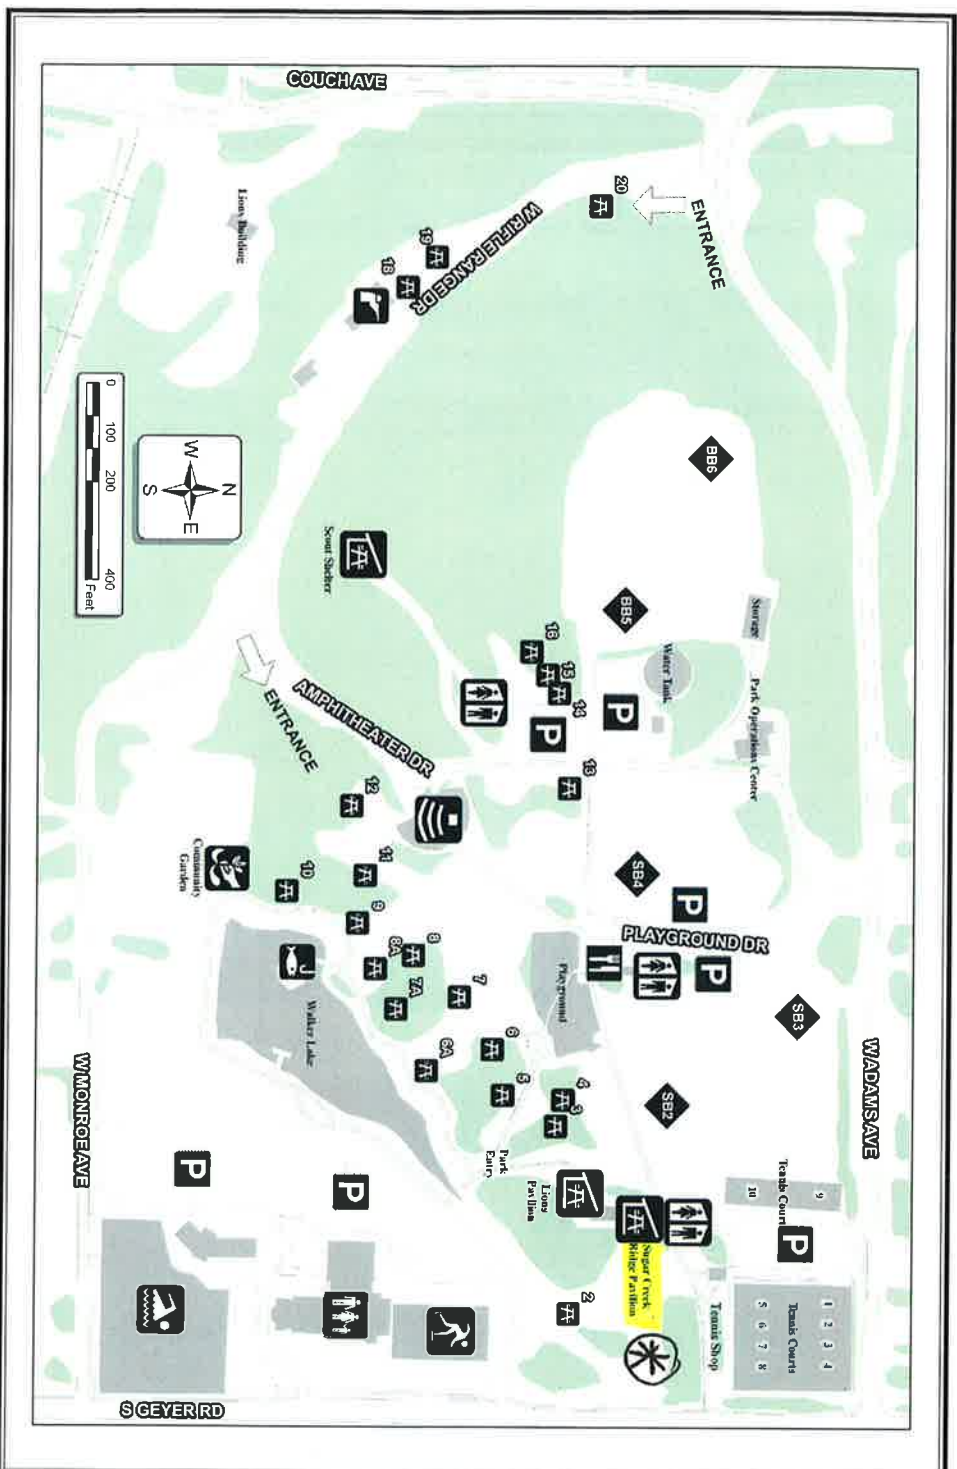 COUCH AVE
20
ENTRANCE
W RIFLE RANGE DR
19
18
Lions Building
0 100 200 400
Feet
N
W
E
S
BB6
Scout Shelter
BB5
Storage
Water Tank
Park Operations Center
16
15
14
P
P
13
ENTRANCE
AMPHITHEATER DR
12
11
10
Community
Garden
9
8
8A
7A
7
6A
6
5
4
3
SB4
P
PLAYGROUND DR
P
Playground
SB3
SB2
Walker Lake
W MONROE AVE
W ADAMS AVE
Park
Entry
Lions
Pavilion
Tennis Court
9
10
P
P
P
Sugar Creek
Ridge Pavilion
2
Tennis Shop
Tennis Courts
1 2 3 4
5 6 7 8
S GEYER RD